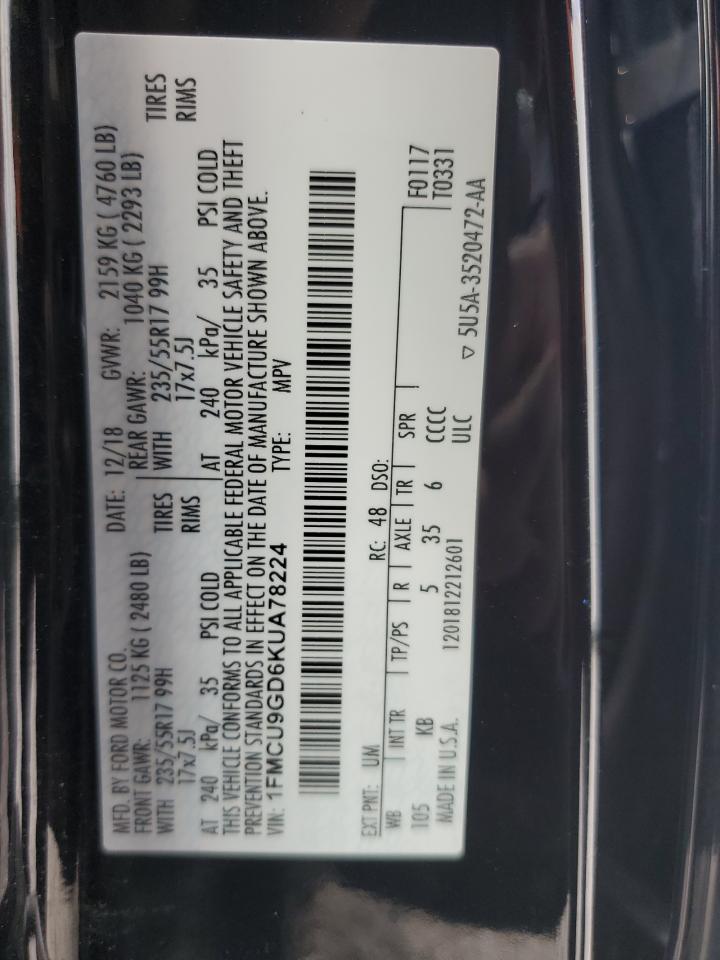 MFD. BY FORD MOTOR CO. DATE: 12/18 GVWR: 2159 KG ( 4760 LB)
FRONT GAWR: 1125 KG ( 2480 LB) REAR GAWR: 1040 KG ( 2293 LB)
WITH 235/55R17 99H TIRES WITH 235/55R17 99H TIRES
17x7.5J RIMS 17x7.5J RIMS
AT 240 kPa/ 35 PSI COLD AT 240 kPa/ 35 PSI COLD
THIS VEHICLE CONFORMS TO ALL APPLICABLE FEDERAL MOTOR VEHICLE SAFETY AND THEFT
PREVENTION STANDARDS IN EFFECT ON THE DATE OF MANUFACTURE SHOWN ABOVE.
VIN: 1FMCU9GD6KUA78224 TYPE: MPV
EXT PNT: UM RC: 48 DSO:
WB INT TR TP/PS R AXLE TR SPR F0117
105 KB 5 35 6 CCCC T0331
MADE IN U.S.A. 1201812212601 ULC
▽ 5U5A-3520472-AA